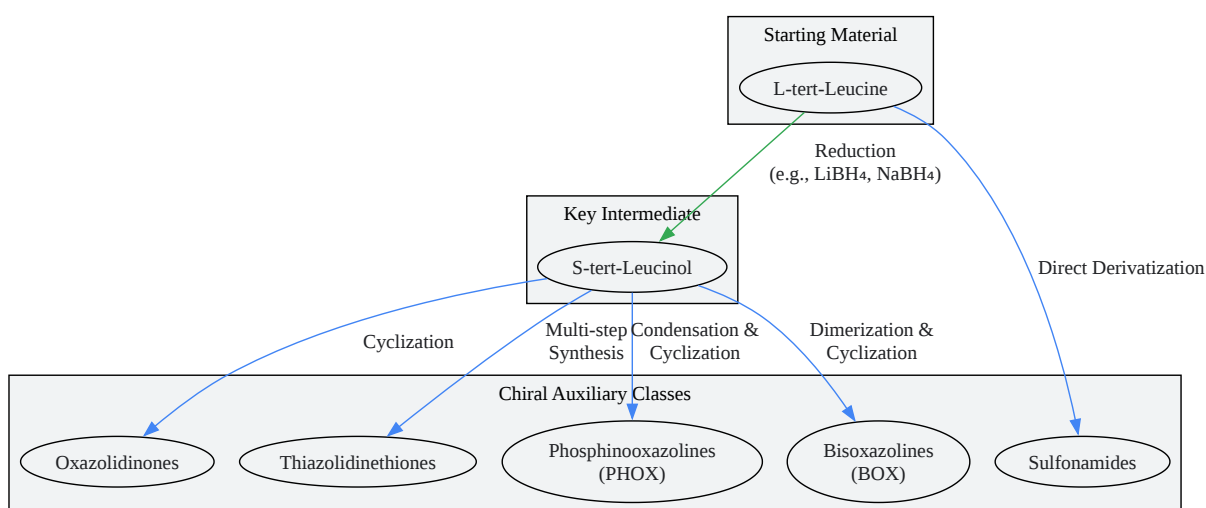 Starting Material
L-tert-Leucine
Reduction
(e.g., LiBH₄, NaBH₄)
Key Intermediate
S-tert-Leucinol
Direct Derivatization
Cyclization
Multi-step
Synthesis
Condensation &
Cyclization
Dimerization &
Cyclization
Chiral Auxiliary Classes
Oxazolidinones
Thiazolidinethiones
Phosphinooxazolines
(PHOX)
Bisoxazolines
(BOX)
Sulfonamides